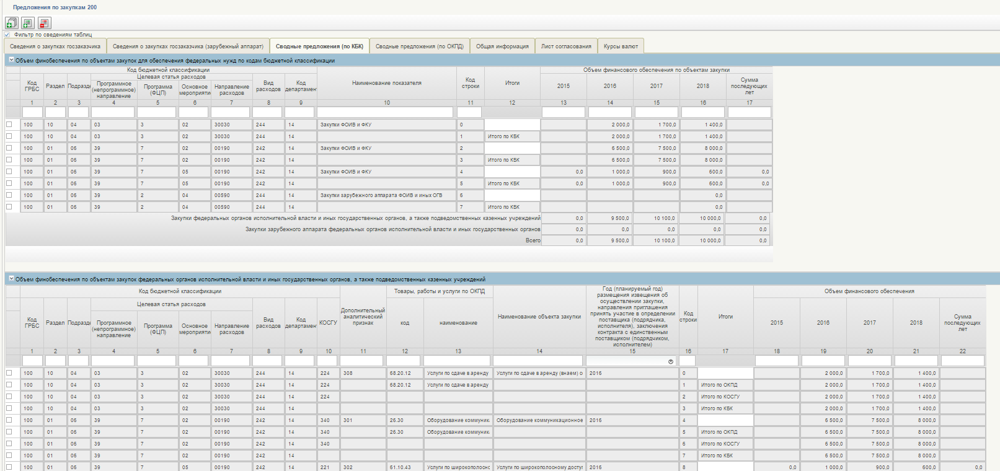 Предложения по закупкам 200
Фильтр по сведениям таблиц
Сведения о закупках госзаказчика Сведения о закупках госзаказчика (зарубежный аппарат) Сводные предложения (по КБК) Сводные предложения (по ОКПД) Общая информация Лист согласования Курсы валют
Объем финобеспечения по объектам закупок для обеспечения федеральных нужд по кодам бюджетной классификации
Код бюджетной классификации Объем финансового обеспечения по объектам закупки
Целевая статья расходов
Код ГРБС Раздел Подразде Программное (непрограммное) направление Программа (ФЦП) Основное мероприяти Направление расходов Вид расходов Код департамен Наименование показателя Код строки Итоги 2015 2016 2017 2018 Сумма последующих лет
1 2 3 4 5 6 7 8 9 10 11 12 13 14 15 16 17
100 10 04 03 3 02 30030 244 14 Закупки ФОИВ и ФКУ 0 2 000,0 1 700,0 1 400,0
100 10 04 03 3 02 30030 244 14 1 Итого по КБК 2 000,0 1 700,0 1 400,0
100 01 06 39 7 02 00190 242 14 Закупки ФОИВ и ФКУ 2 6 500,0 7 500,0 8 000,0
100 01 06 39 7 02 00190 242 14 3 Итого по КБК 6 500,0 7 500,0 8 000,0
100 01 06 39 7 05 00190 242 14 Закупки ФОИВ и ФКУ 4 0,0 1 000,0 900,0 600,0 0,0
100 01 06 39 7 05 00190 242 14 5 Итого по КБК 0,0 1 000,0 900,0 600,0 0,0
100 01 06 39 2 04 00590 244 14 Закупки зарубежного аппарата ФОИВ и иных ОГВ 6 0,0
100 01 06 39 2 04 00590 244 14 7 Итого по КБК 0,0
Закупки федеральных органов исполнительной власти и иных государственных органов, а также подведомственных казенных учреждений 0,0 9 500,0 10 100,0 10 000,0 0,0
Закупки зарубежного аппарата федеральных органов исполнительной власти и иных государственных органов 0,0 0,0 0,0 0,0 0,0
Всего 0,0 9 500,0 10 100,0 10 000,0 0,0
Объем финобеспечения по объектам закупок федеральных органов исполнительной власти и иных государственных органов, а также подведомственных казенных учреждений
Код бюджетной классификации Товары, работы и услуги по ОКПД Объем финансового обеспечения
Целевая статья расходов
Код ГРБС Раздел Подразде Программное (непрограммное) направление Программа (ФЦП) Основное мероприяти Направление расходов Вид расходов Код департамен КОСГУ Дополнительный аналитический признак код наименование Наименование объекта закупки Год (планируемый год) размещения извещения об осуществлении закупки, направления приглашения принять участие в определении поставщика (подрядчика, исполнителя), заключения контракта с единственным поставщиком (подрядчиком, исполнителем) Код строки Итоги 2015 2016 2017 2018 Сумма последующих лет
1 2 3 4 5 6 7 8 9 10 11 12 13 14 15 16 17 18 19 20 21 22
100 10 04 03 3 02 30030 244 14 224 308 68.20.12 Услуги по сдаче в аренду Услуги по сдаче в аренду (внаем) с 2016 0 2 000,0 1 700,0 1 400,0
100 10 04 03 3 02 30030 244 14 224 68.20.12 Услуги по сдаче в аренду 1 Итого по ОКПД 2 000,0 1 700,0 1 400,0
100 10 04 03 3 02 30030 244 14 224 2 Итого по КОСГУ 2 000,0 1 700,0 1 400,0
100 10 04 03 3 02 30030 244 14 3 Итого по КБК 2 000,0 1 700,0 1 400,0
100 01 06 39 7 02 00190 242 14 340 301 26.30 Оборудование коммуник Оборудование коммуникационное 2016 4 6 500,0 7 500,0 8 000,0
100 01 06 39 7 02 00190 242 14 340 26.30 Оборудование коммуник 5 Итого по ОКПД 6 500,0 7 500,0 8 000,0
100 01 06 39 7 02 00190 242 14 340 6 Итого по КОСГУ 6 500,0 7 500,0 8 000,0
100 01 06 39 7 02 00190 242 14 7 Итого по КБК 6 500,0 7 500,0 8 000,0
100 01 06 39 7 05 00190 242 14 221 302 61.10.43 Услуги по широкополосн Услуги по широкополосному доступ 2016 8 0,0 1 000,0 900,0 600,0 0,0